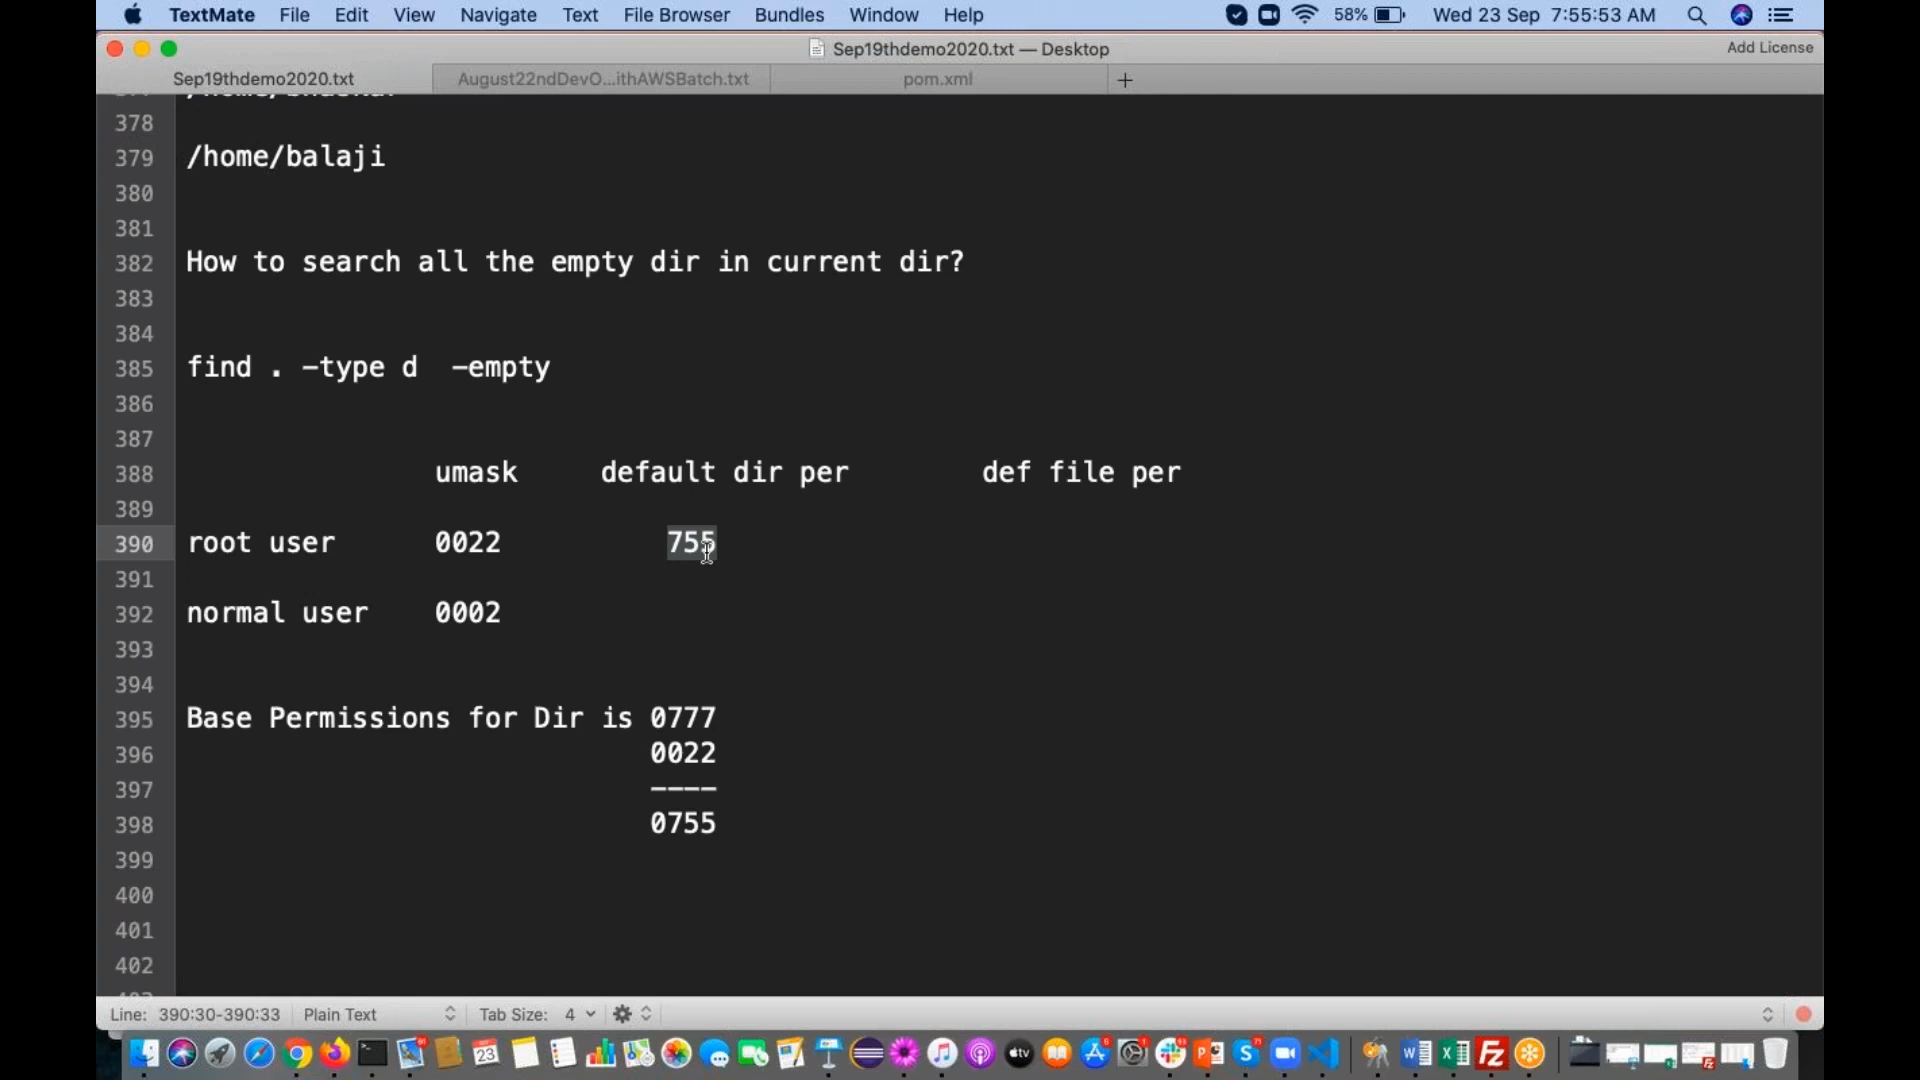 TextMate File Edit View Navigate Text File Browser Bundles Window Help 58% Wed 23 Sep 7:55:53 AM
Sep19thdemo2020.txt — Desktop Add License
Sep19thdemo2020.txt August22ndDevO...ithAWSBatch.txt pom.xml +
378
379 /home/balaji
380
381
382 How to search all the empty dir in current dir?
383
384
385 find . -type d -empty
386
387
388 umask default dir per def file per
389
390 root user 0022 755
391
392 normal user 0002
393
394
395 Base Permissions for Dir is 0777
396 0022
397 ----
398 0755
399
400
401
402
Line: 390:30-390:33 Plain Text Tab Size: 4